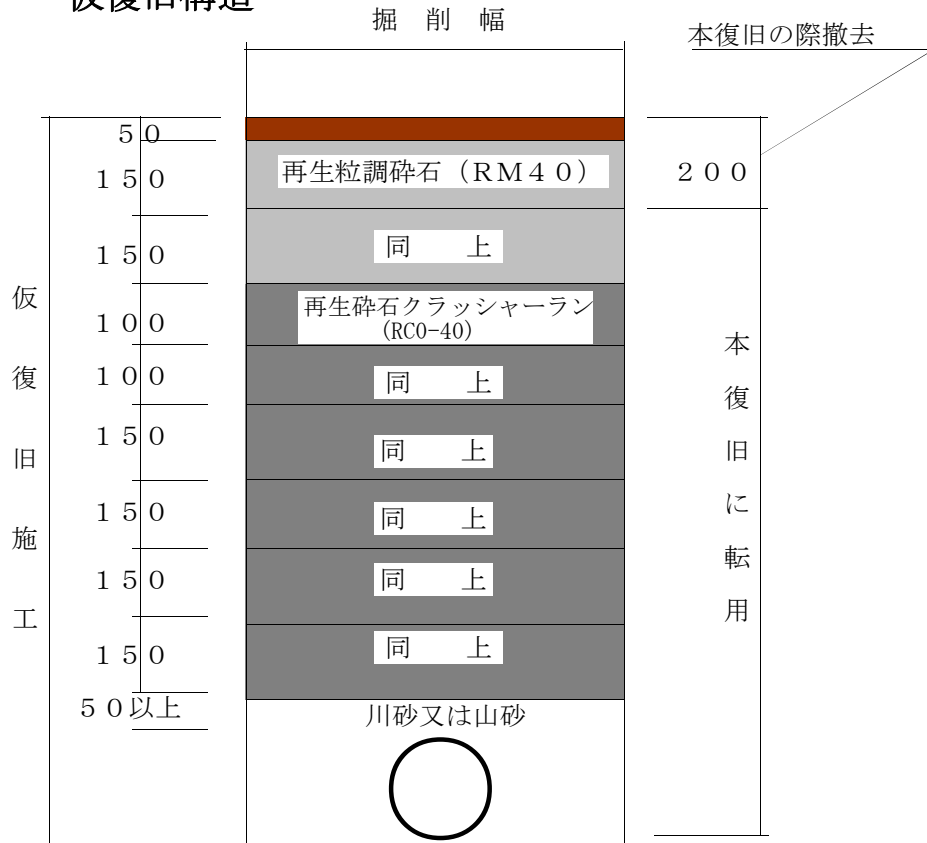 仮復旧構造
掘 削 幅
本復旧の際撤去
５０
１５０
再生粒調砕石（ＲＭ４０）
２００
１５０
同 上
１００
再生砕石クラッシャーラン
(RC0-40)
１００
同 上
１５０
同 上
１５０
同 上
１５０
同 上
１５０
同 上
５０以上
川砂又は山砂
仮復旧施工
本復旧に転用